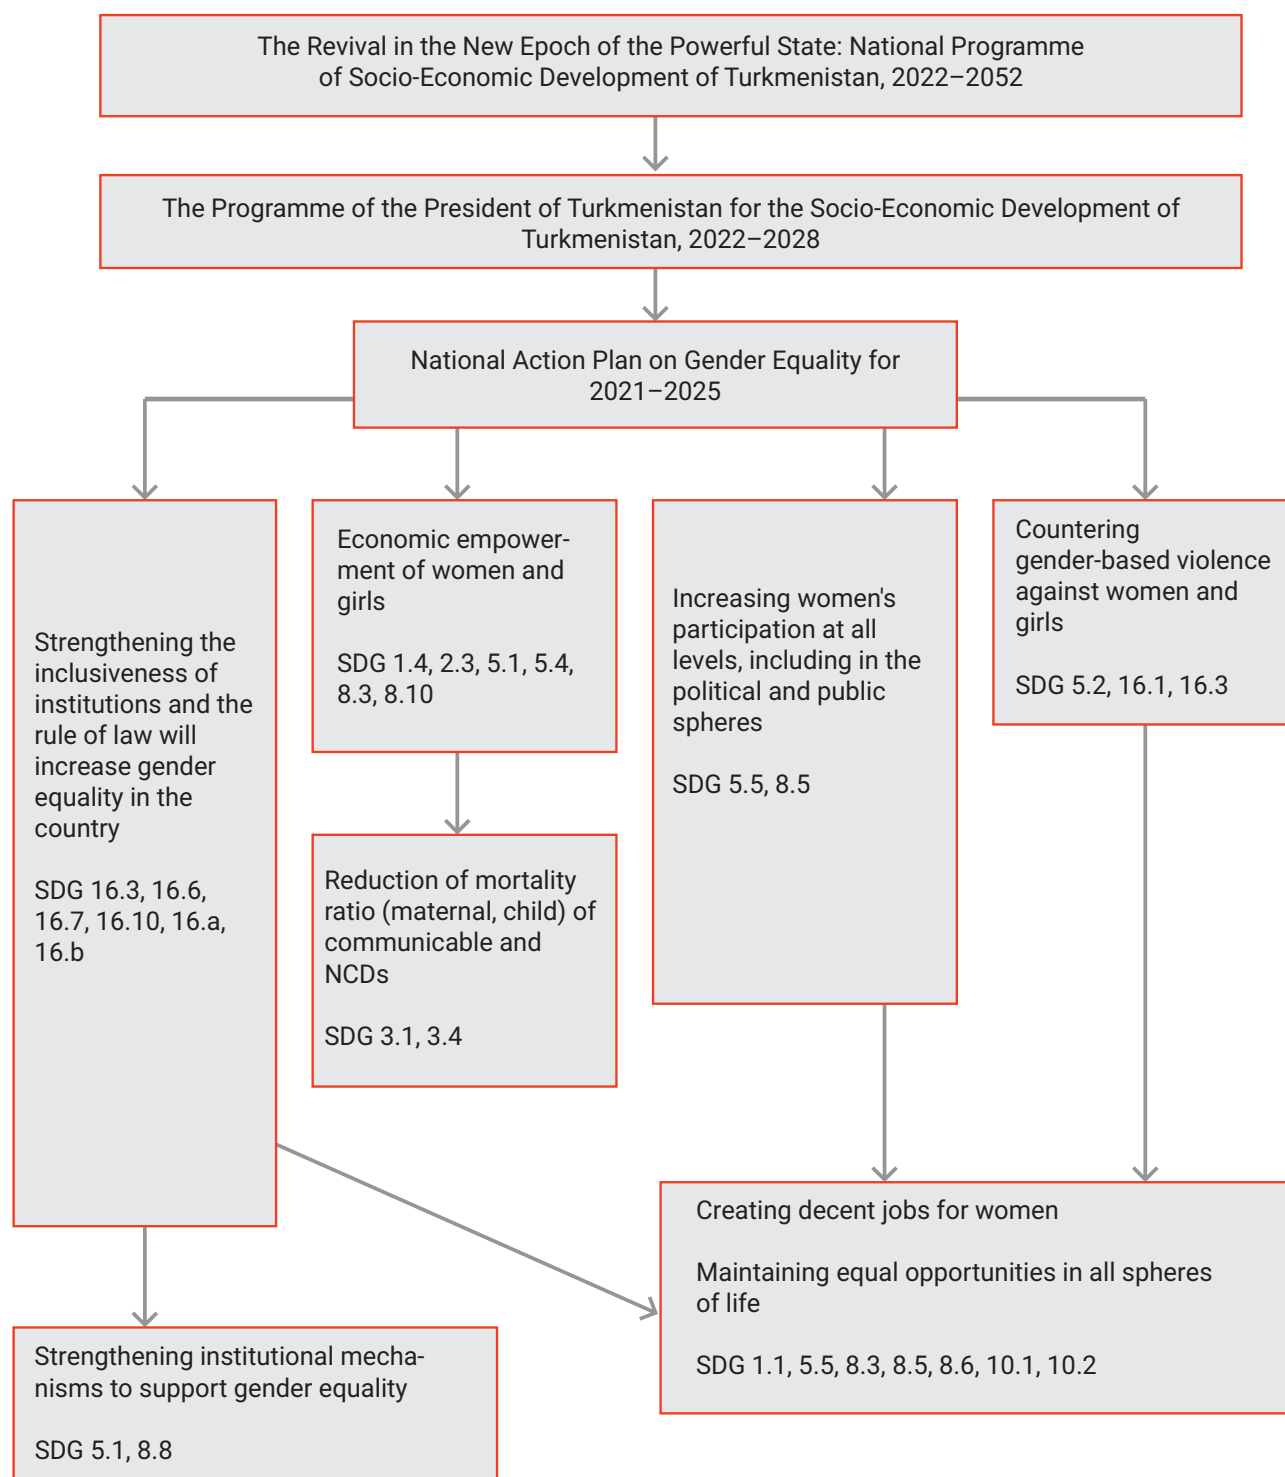 The Revival in the New Epoch of the Powerful State: National Programme
of Socio-Economic Development of Turkmenistan, 2022–2052
The Programme of the President of Turkmenistan for the Socio-Economic Development of
Turkmenistan, 2022–2028
National Action Plan on Gender Equality for
2021–2025
Strengthening the
inclusiveness of
institutions and the
rule of law will
increase gender
equality in the
country
SDG 16.3, 16.6,
16.7, 16.10, 16.a,
16.b
Economic empower-
ment of women and
girls
SDG 1.4, 2.3, 5.1, 5.4,
8.3, 8.10
Increasing women's
participation at all
levels, including in the
political and public
spheres
SDG 5.5, 8.5
Countering
gender-based violence
against women and
girls
SDG 5.2, 16.1, 16.3
Reduction of mortality
ratio (maternal, child) of
communicable and
NCDs
SDG 3.1, 3.4
Creating decent jobs for women
Maintaining equal opportunities in all spheres
of life
SDG 1.1, 5.5, 8.3, 8.5, 8.6, 10.1, 10.2
Strengthening institutional mecha-
nisms to support gender equality
SDG 5.1, 8.8